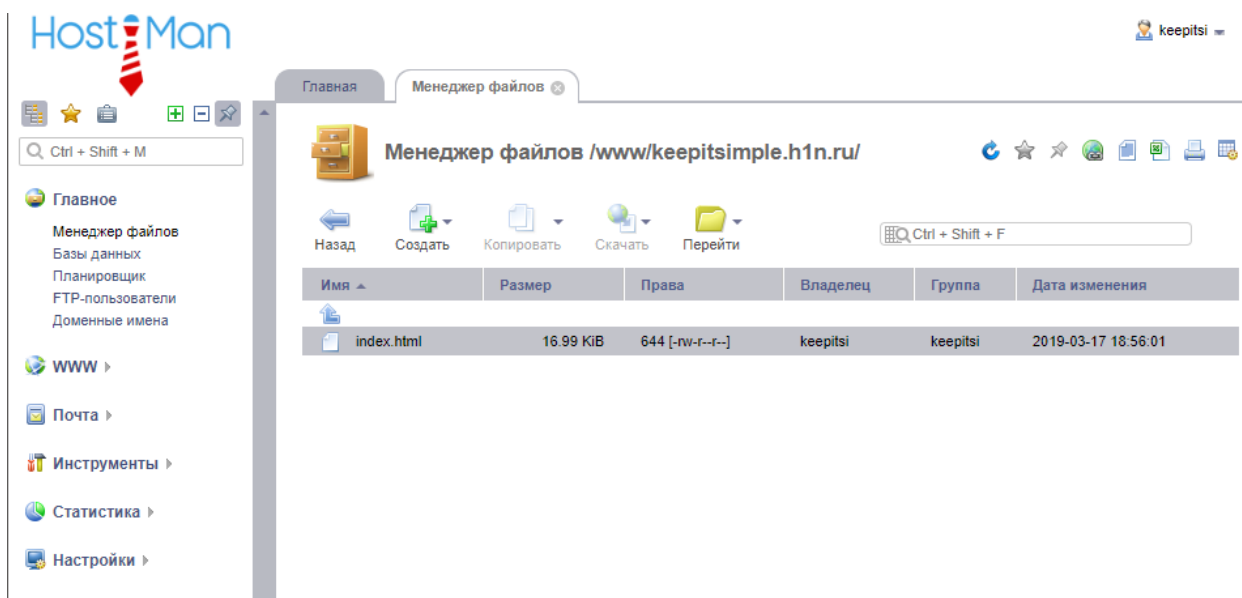 HostMan
keepitsi
Главная
Менеджер файлов
Ctrl + Shift + M
Главное
Менеджер файлов
Базы данных
Планировщик
FTP-пользователи
Доменные имена
WWW
Почта
Инструменты
Статистика
Настройки
Менеджер файлов /www/keepitsimple.h1n.ru/
Назад Создать Копировать Скачать Перейти
Ctrl + Shift + F
Имя Размер Права Владелец Группа Дата изменения
index.html 16.99 KiB 644 [-rw-r--r--] keepitsi keepitsi 2019-03-17 18:56:01